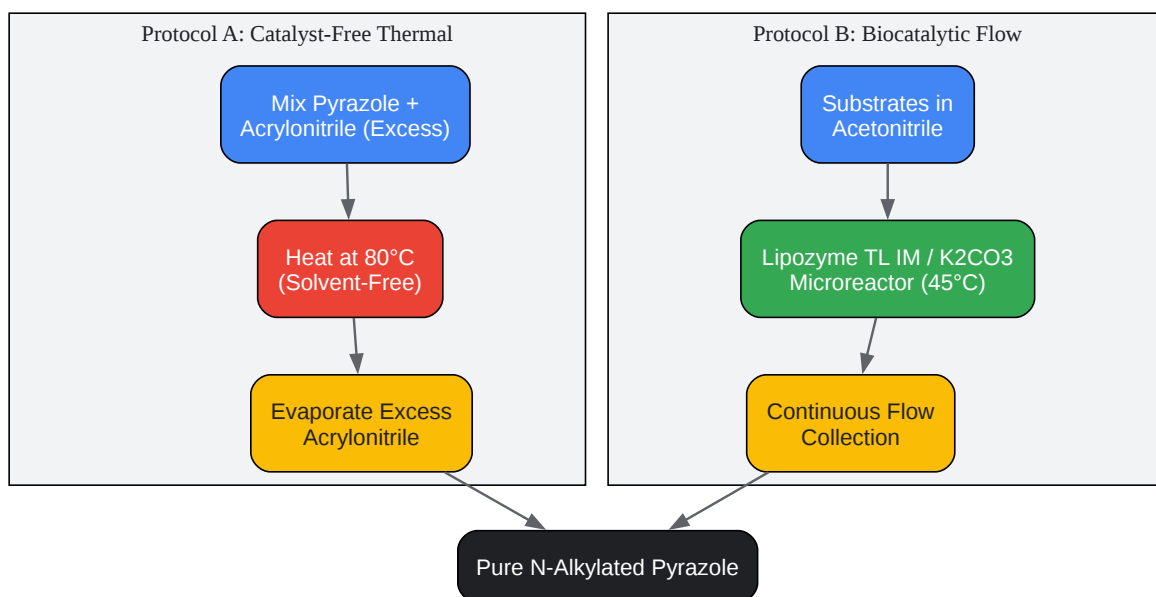 Protocol A: Catalyst-Free Thermal
Mix Pyrazole +
Acrylonitrile (Excess)
Heat at 80°C
(Solvent-Free)
Evaporate Excess
Acrylonitrile
Protocol B: Biocatalytic Flow
Substrates in
Acetonitrile
Lipozyme TL IM / K2CO3
Microreactor (45°C)
Continuous Flow
Collection
Pure N-Alkylated Pyrazole